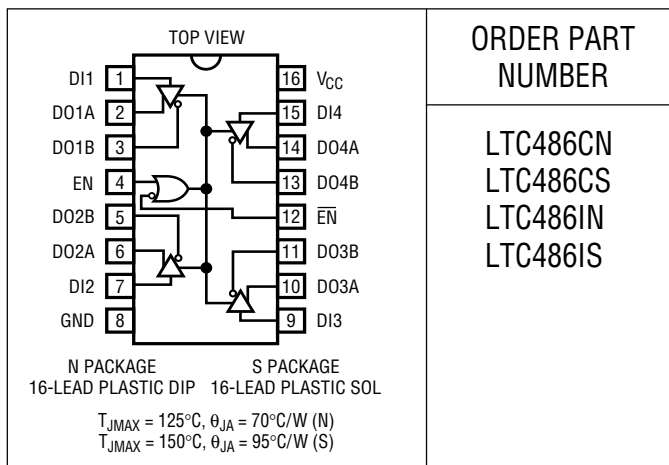 TOP VIEW
DI1 1
DO1A 2
DO1B 3
EN 4
DO2B 5
DO2A 6
DI2 7
GND 8
16 VCC
15 DI4
14 DO4A
13 DO4B
12 E̅N̅
11 DO3B
10 DO3A
9 DI3
N PACKAGE
16-LEAD PLASTIC DIP
S PACKAGE
16-LEAD PLASTIC SOL
TJMAX = 125°C, θJA = 70°C/W (N)
TJMAX = 150°C, θJA = 95°C/W (S)
ORDER PART
NUMBER
LTC486CN
LTC486CS
LTC486IN
LTC486IS